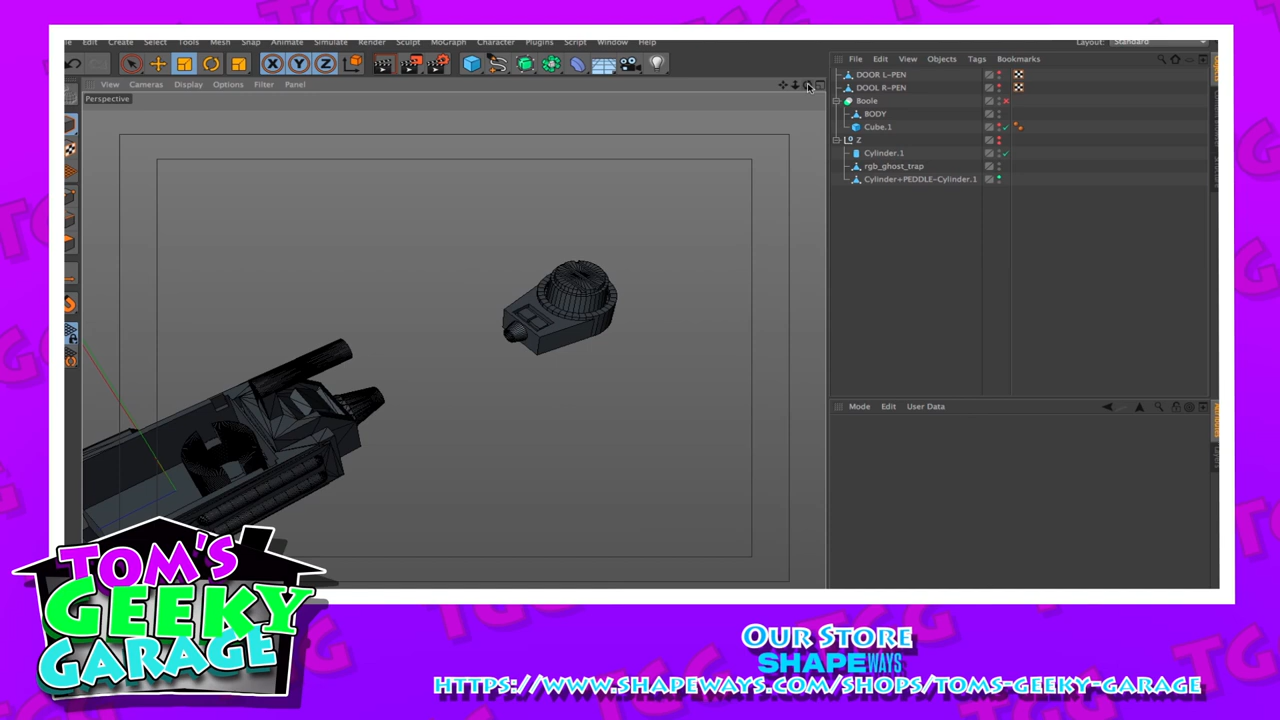 Edit Create Select Tools Mesh Snap Animate Simulate Render Sculpt MoGraph Character Plugins Script Window Help
Layout: Standard
View Cameras Display Options Filter Panel
Perspective
File Edit View Objects Tags Bookmarks
DOOR L-PEN
DOOL R-PEN
Boole
BODY
Cube.1
Z
Cylinder.1
rgb_ghost_trap
Cylinder+PEDDLE-Cylinder.1
Mode Edit User Data
TOM'S
GEEKY
GARAGE
OUR STORE
SHAPEWAYS
HTTPS://WWW.SHAPEWAYS.COM/SHOPS/TOMS-GEEKY-GARAGE